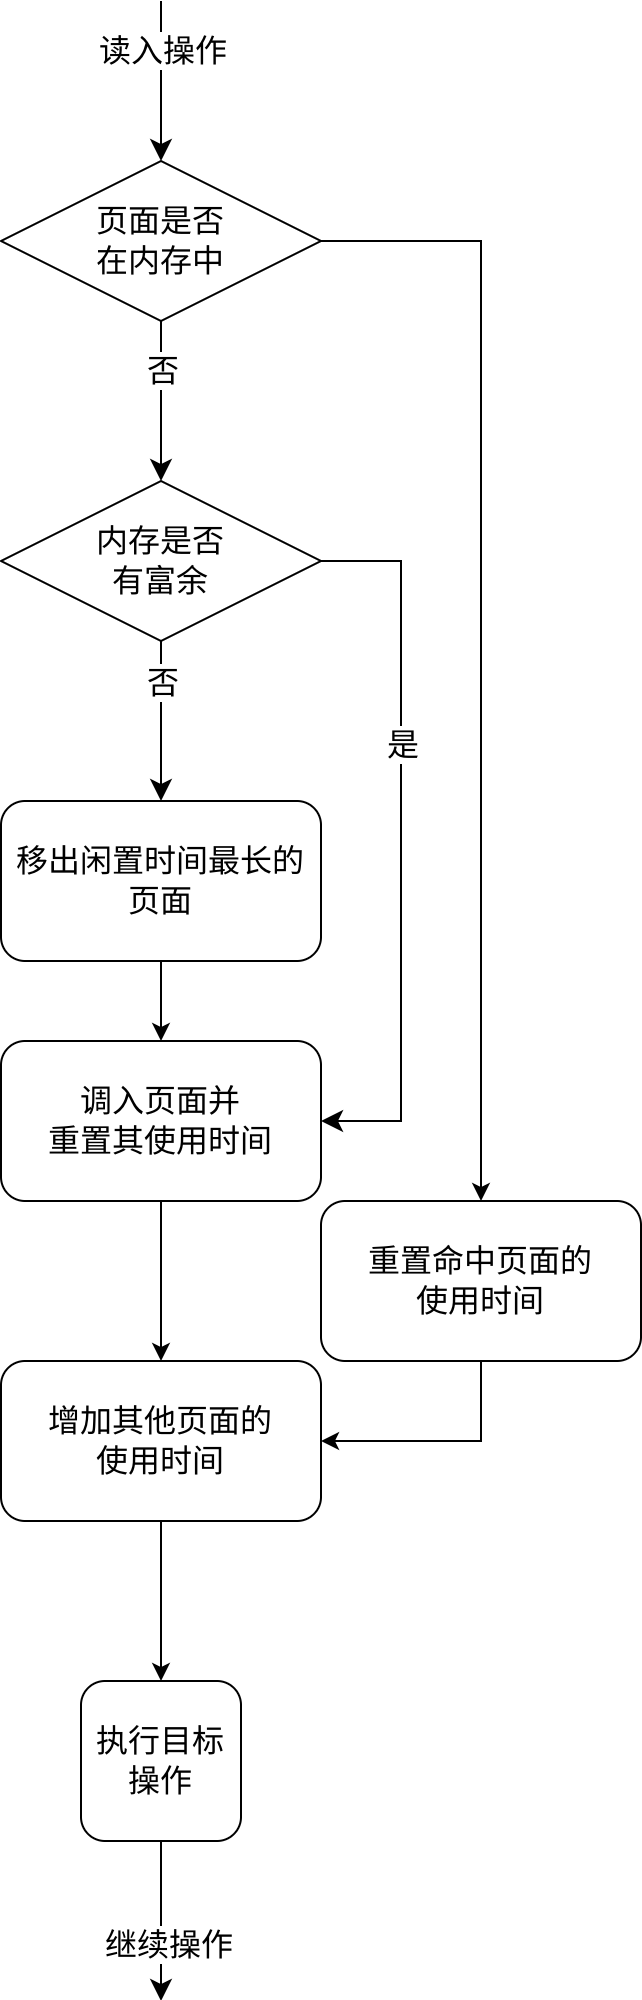 读入操作
页面是否
在内存中
否
内存是否
有富余
否
是
移出闲置时间最长的
页面
调入页面并
重置其使用时间
重置命中页面的
使用时间
增加其他页面的
使用时间
执行目标
操作
继续操作